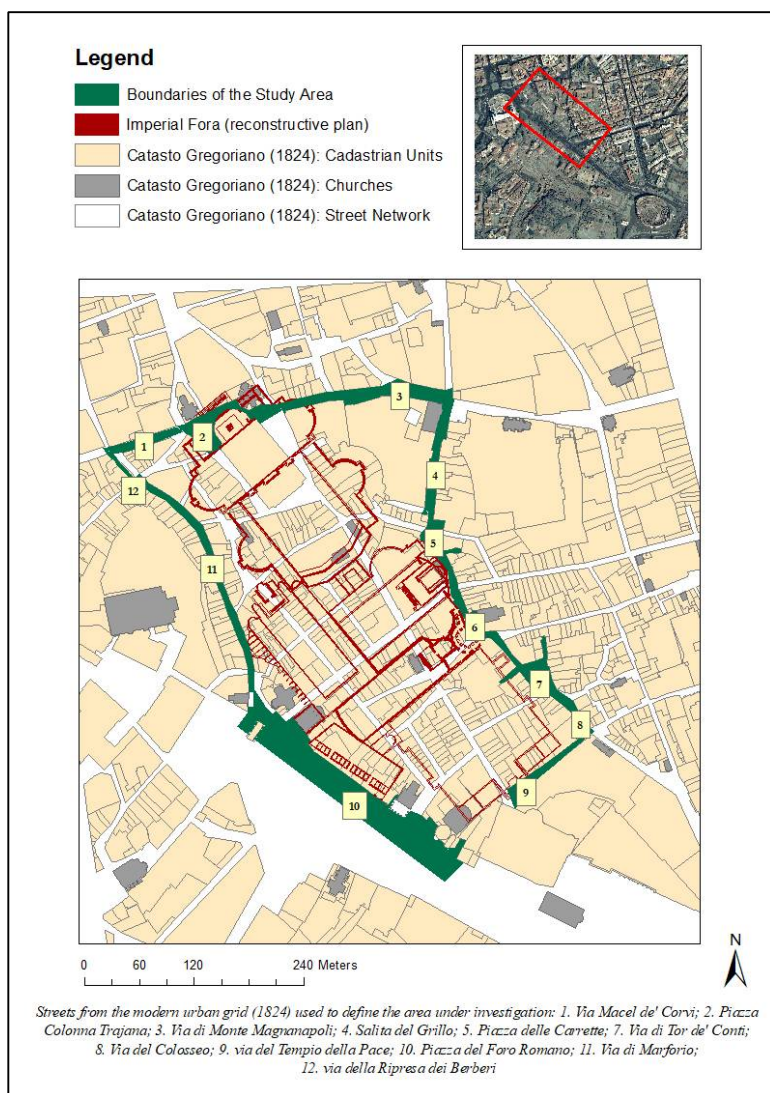 Legend
Boundaries of the Study Area
Imperial Fora (reconstructive plan)
Catasto Gregoriano (1824): Cadastrian Units
Catasto Gregoriano (1824): Churches
Catasto Gregoriano (1824): Street Network
1
2
3
4
5
6
7
8
9
10
11
12
N
0 60 120 240 Meters
Streets from the modern urban grid (1824) used to define the area under investigation: 1. Via Macel de' Corvi; 2. Piazza
Colonna Trajana; 3. Via di Monte Magnanapoli; 4. Salita del Grillo; 5. Piazza delle Carrette; 7. Via di Tor de' Conti;
8. Via del Colosseo; 9. via del Tempio della Pace; 10. Piazza del Foro Romano; 11. Via di Marforio;
12. via della Ripresa dei Berberi